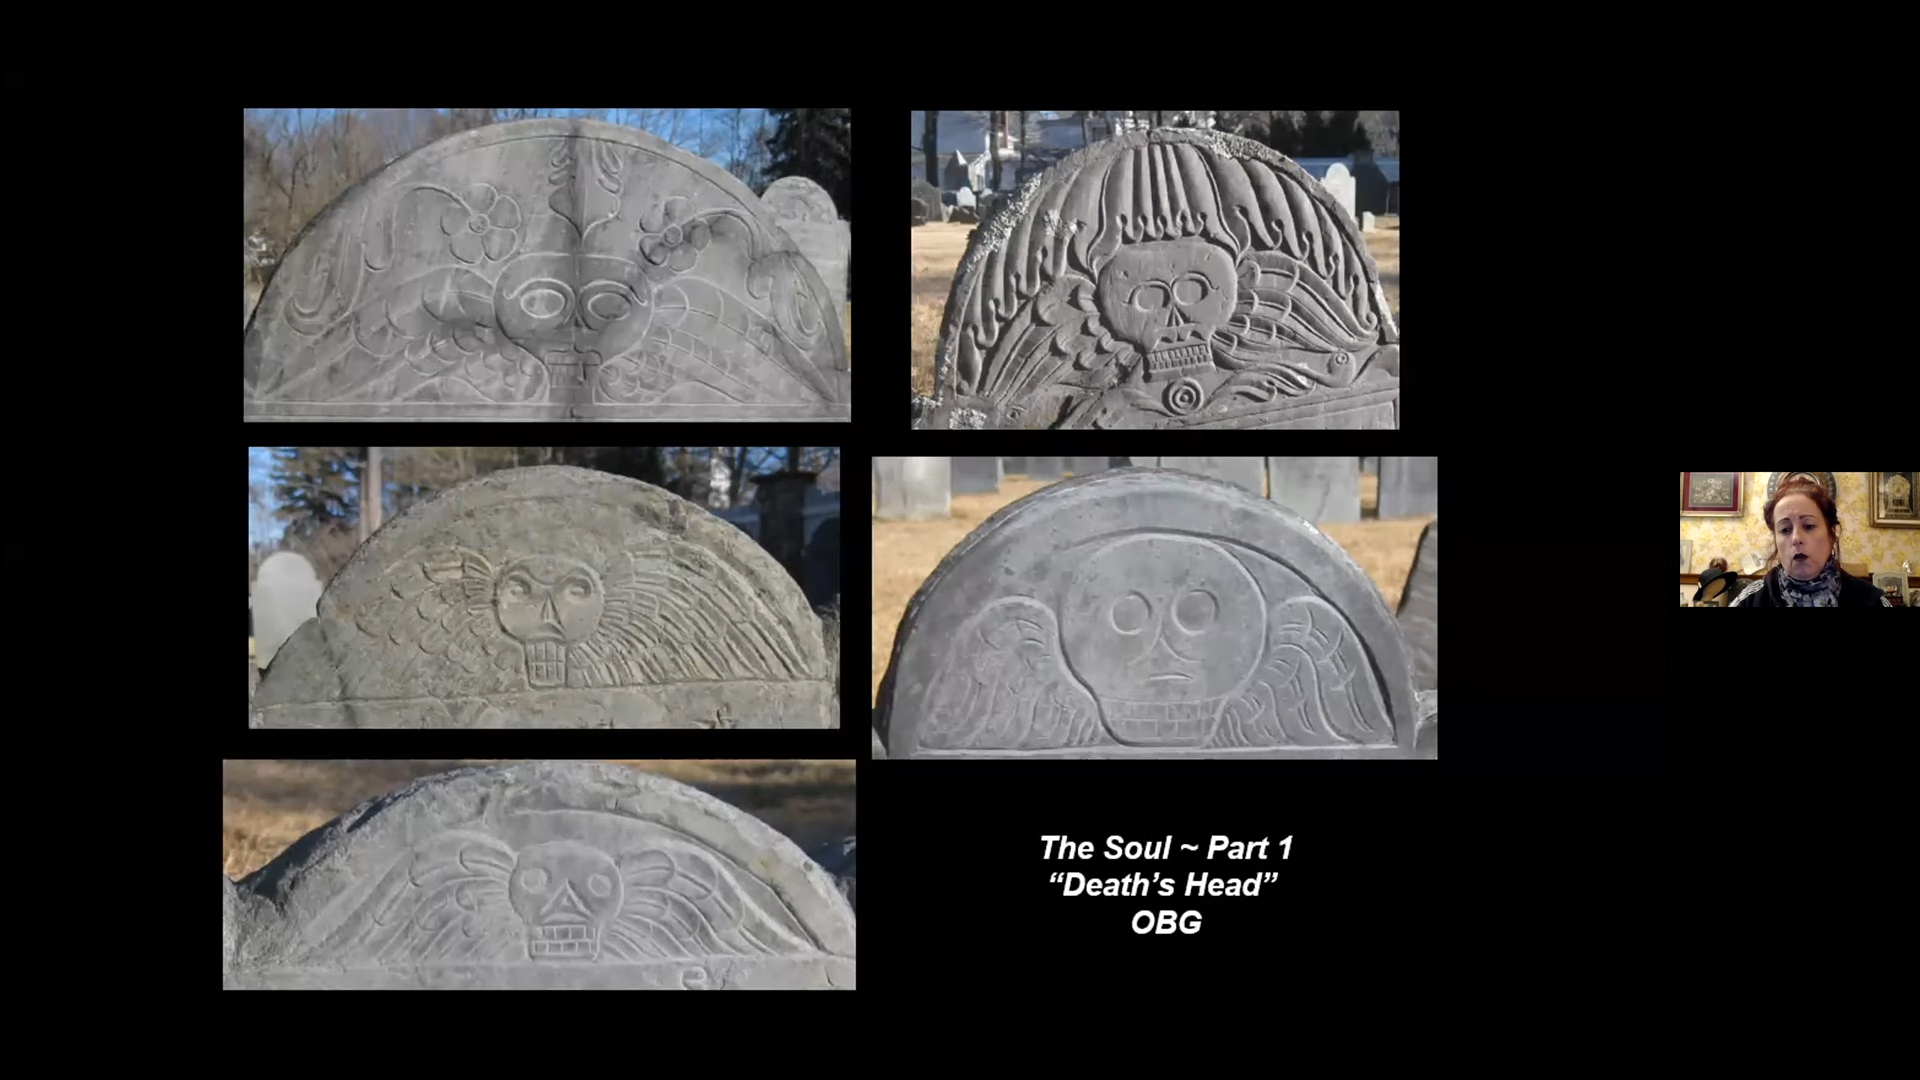 The Soul ~ Part 1
“Death’s Head”
OBG